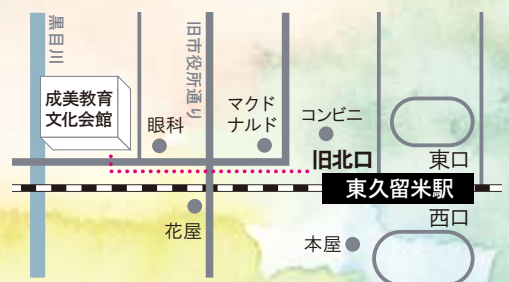 黒目川
旧市役所通り
成美教育
文化会館
眼科
マクド
ナルド
コンビニ
旧北口
東口
東久留米駅
西口
花屋
本屋